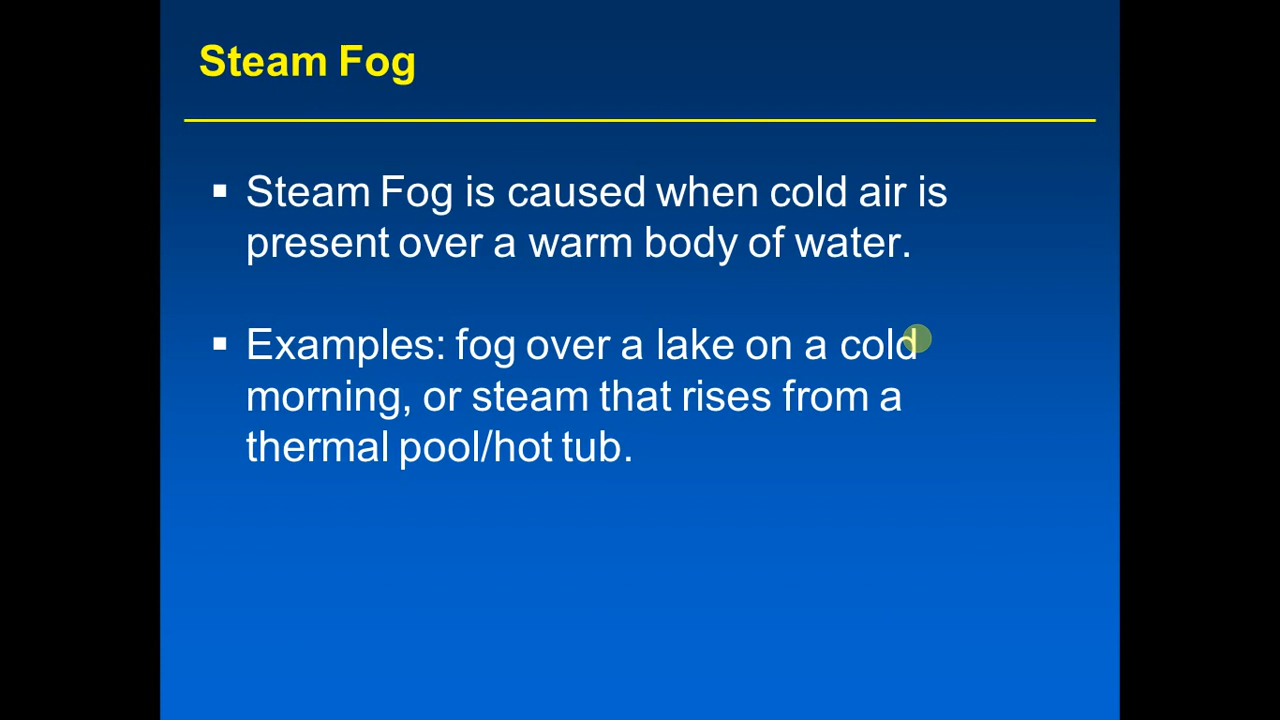 Steam Fog
▪ Steam Fog is caused when cold air is
present over a warm body of water.
▪ Examples: fog over a lake on a cold
morning, or steam that rises from a
thermal pool/hot tub.